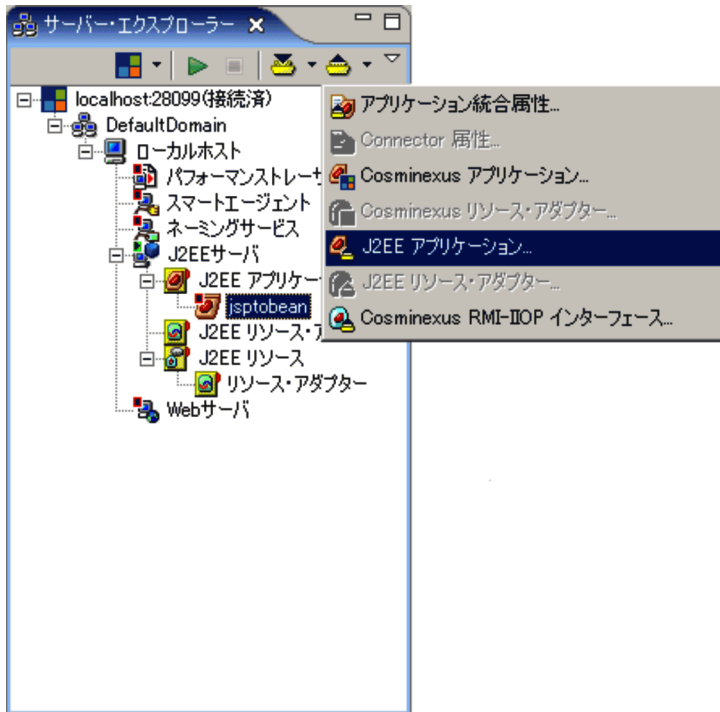 サーバー・エクスプローラー
localhost:28099(接続済)
DefaultDomain
ローカルホスト
パフォーマンストレーサ
スマートエージェント
ネーミングサービス
J2EEサーバ
J2EE アプリケー
jsptobean
J2EE リソース・ア
J2EE リソース
リソース・アダプター
Webサーバ
アプリケーション統合属性...
Connector 属性...
Cosminexus アプリケーション...
Cosminexus リソース・アダプター...
J2EE アプリケーション...
J2EE リソース・アダプター...
Cosminexus RMI-IIOP インターフェース...